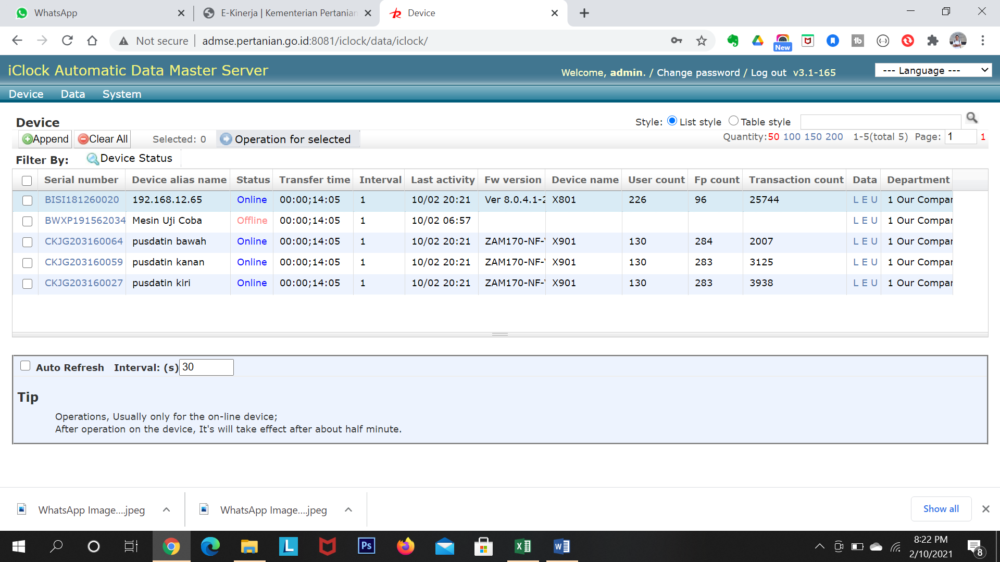 WhatsApp
E-Kinerja | Kementerian Pertanian
Device
Not secure admse.pertanian.go.id:8081/iclock/data/iclock/
New
iClock Automatic Data Master Server
Welcome, admin. / Change password / Log out v3.1-165
--- Language ---
Device Data System
Device
Style: List style Table style
Append Clear All Selected: 0 Operation for selected
Quantity:50 100 150 200 1-5(total 5) Page: 1 1
Filter By: Device Status
Serial number Device alias name Status Transfer time Interval Last activity Fw version Device name User count Fp count Transaction count Data Department
BISI181260020 192.168.12.65 Online 00:00;14:05 1 10/02 20:21 Ver 8.0.4.1-2 X801 226 96 25744 L E U 1 Our Compar
BWXP191562034 Mesin Uji Coba Offline 00:00;14:05 1 10/02 06:57 L E U 1 Our Compar
CKJG203160064 pusdatin bawah Online 00:00;14:05 1 10/02 20:21 ZAM170-NF-V X901 130 284 2007 L E U 1 Our Compar
CKJG203160059 pusdatin kanan Online 00:00;14:05 1 10/02 20:21 ZAM170-NF-V X901 130 283 3125 L E U 1 Our Compar
CKJG203160027 pusdatin kiri Online 00:00;14:05 1 10/02 20:21 ZAM170-NF-V X901 130 283 3938 L E U 1 Our Compar
Auto Refresh Interval: (s) 30
Tip
Operations, Usually only for the on-line device;
After operation on the device, It's will take effect after about half minute.
WhatsApp Image....jpeg
WhatsApp Image....jpeg
Show all
L
Ps
8:22 PM
2/10/2021
8